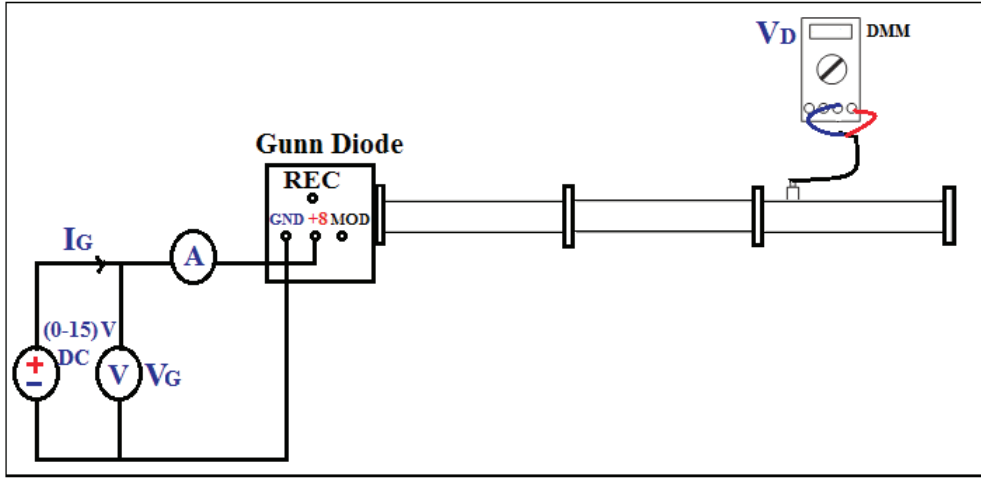 VD DMM
Gunn Diode
REC
GND +8 MOD
IG
A
(0-15) V
DC
+
-
V VG